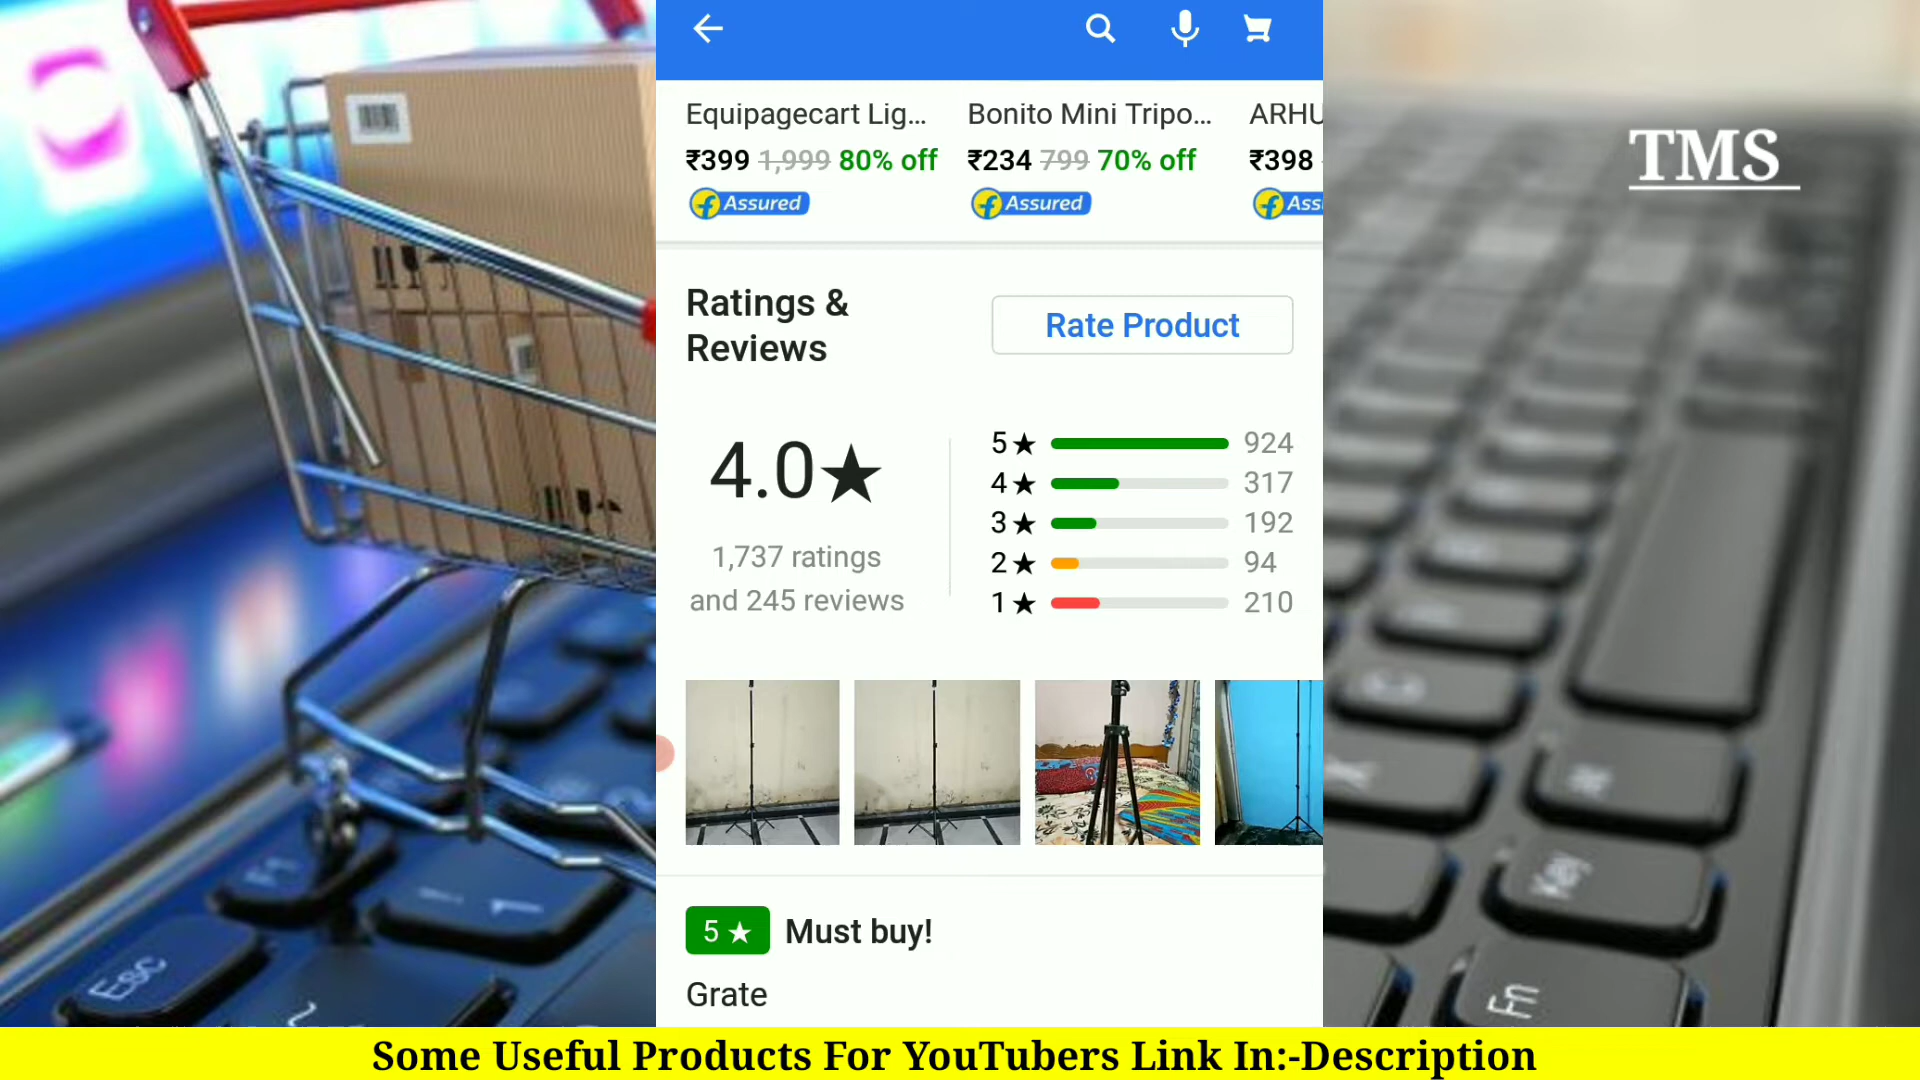 TMS
Equipagecart Lig...
Bonito Mini Tripo...
₹399 1,999 80% off
₹234 799 70% off
₹398
Assured
Assured
Ratings &
Reviews
Rate Product
4.0★
1,737 ratings
and 245 reviews
5★ 924
4★ 317
3★ 192
2★ 94
1★ 210
5★ Must buy!
Grate
Esc
Fn
Some Useful Products For YouTubers Link In:-Description